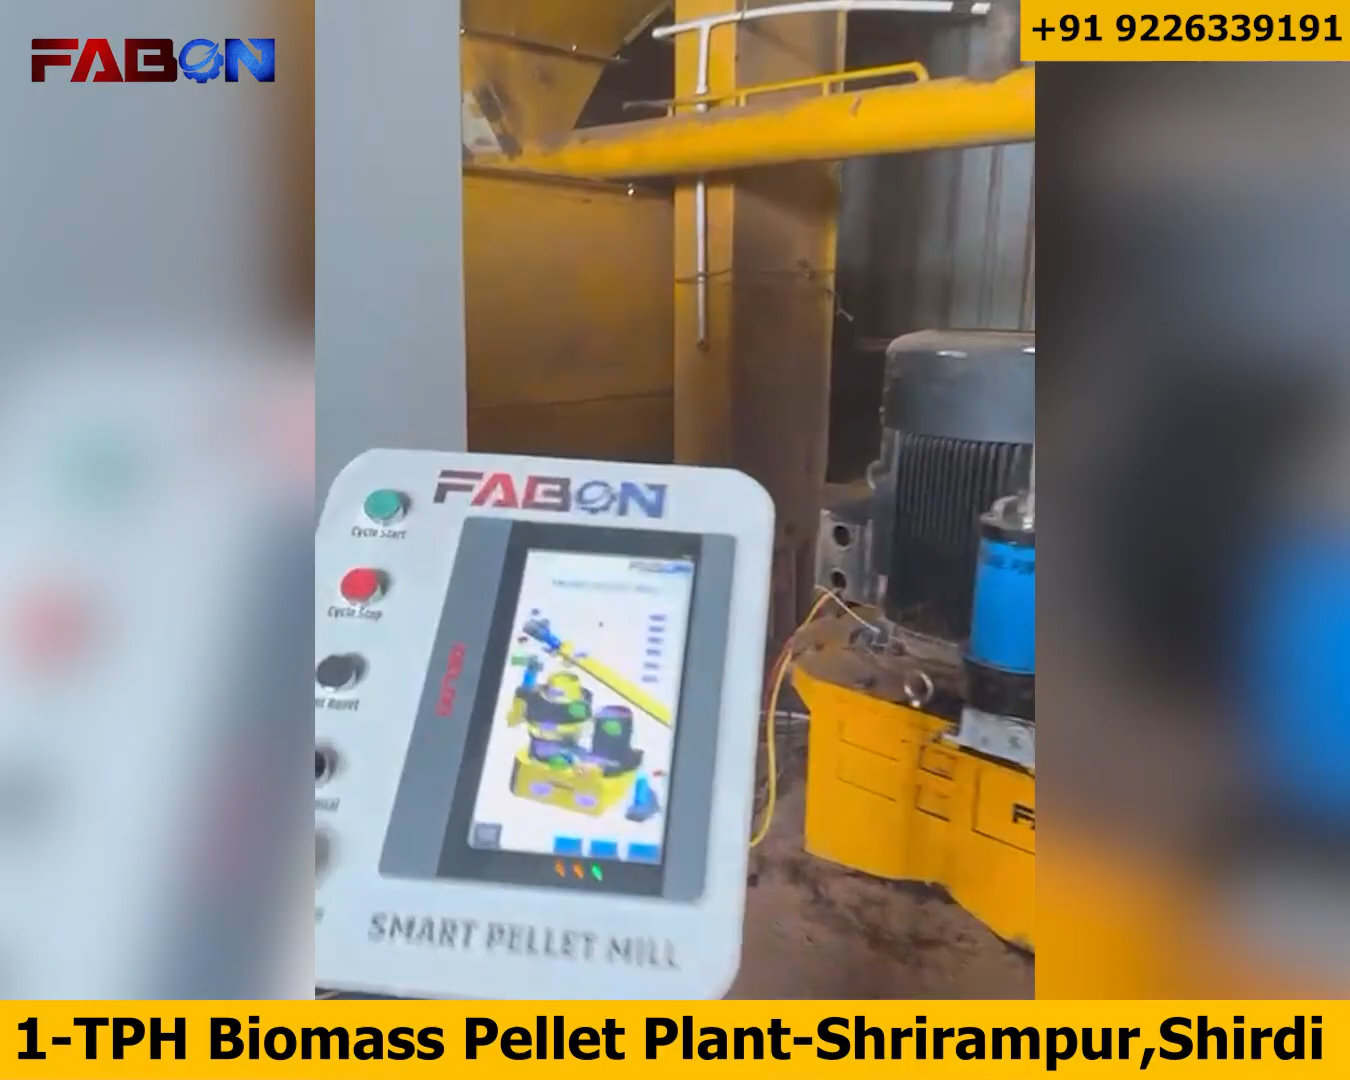 FABON
+91 9226339191
FABON
Cycle Start
Cycle Stop
SMART PELLET MILL
1-TPH Biomass Pellet Plant-Shrirampur,Shirdi